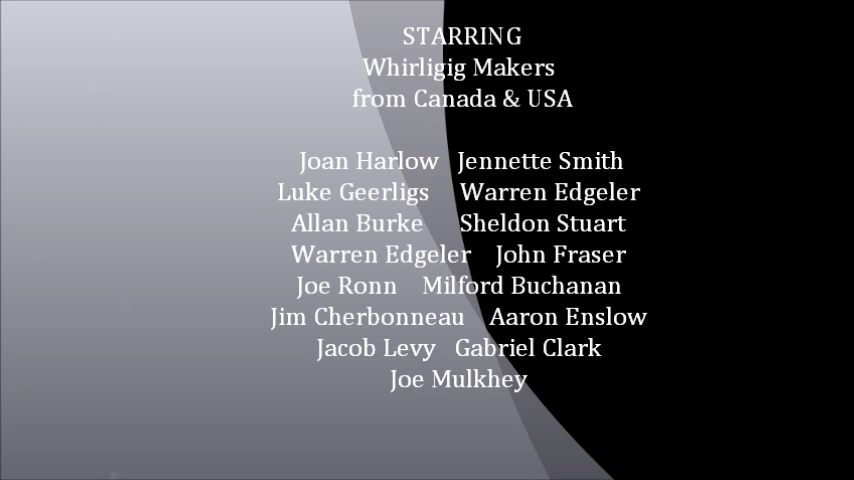 STARRING
Whirligig Makers
from Canada & USA
Joan Harlow Jennette Smith
Luke Geerligs Warren Edgeler
Allan Burke Sheldon Stuart
Warren Edgeler John Fraser
Joe Ronn Milford Buchanan
Jim Cherbonneau Aaron Enslow
Jacob Levy Gabriel Clark
Joe Mulkhey